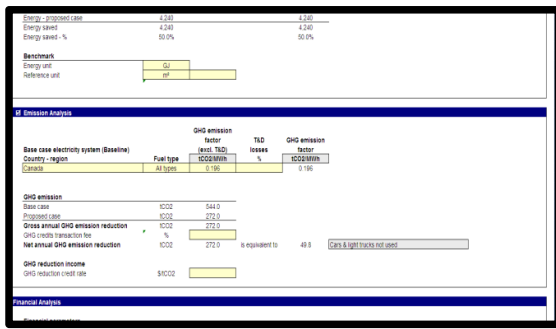 Energy - proposed case 4,240 4,240
Energy saved 4,240 4,240
Energy saved - % 50.0% 50.0%
Benchmark
Energy unit GJ
Reference unit m²
Emission Analysis
GHG emission
factor T&D GHG emission
Base case electricity system (Baseline) (excl. T&D) losses factor
Country - region Fuel type tCO2/MWh % tCO2/MWh
Canada All types 0.196 0.196
GHG emission
Base case tCO2 544.0
Proposed case tCO2 272.0
Gross annual GHG emission reduction tCO2 272.0
GHG credits transaction fee %
Net annual GHG emission reduction tCO2 272.0 is equivalent to 49.8 Cars & light trucks not used
GHG reduction income
GHG reduction credit rate $/tCO2
Financial Analysis